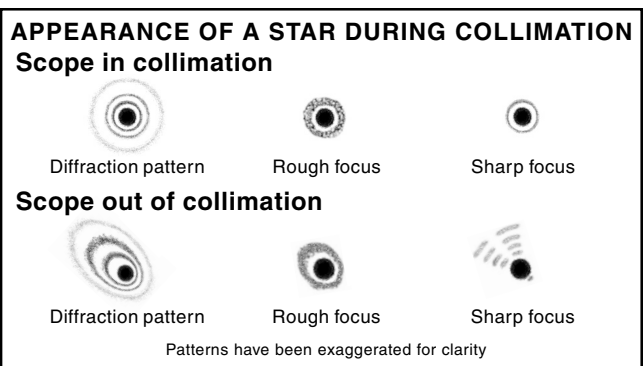 APPEARANCE OF A STAR DURING COLLIMATION
Scope in collimation
Diffraction pattern Rough focus Sharp focus
Scope out of collimation
Diffraction pattern Rough focus Sharp focus
Patterns have been exaggerated for clarity